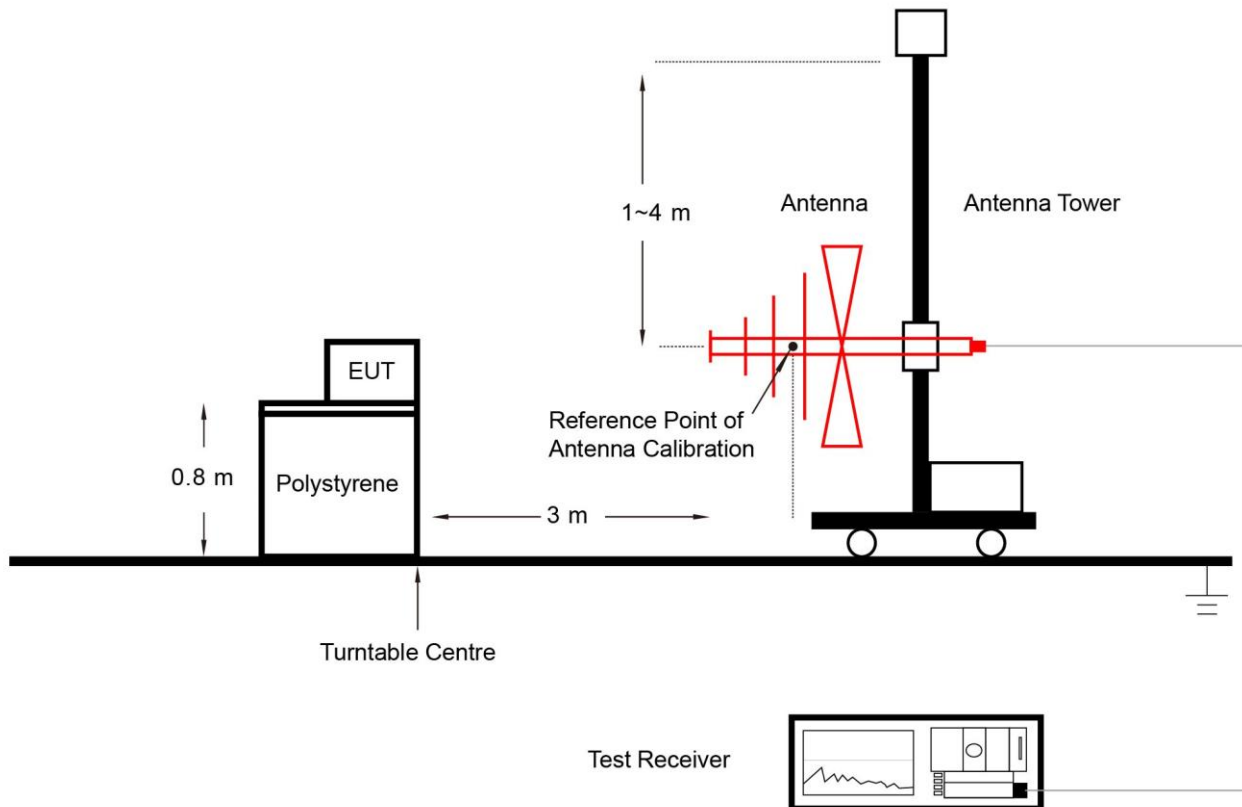 1~4 m
Antenna
Antenna Tower
EUT
Reference Point of
Antenna Calibration
0.8 m
Polystyrene
3 m
Turntable Centre
Test Receiver